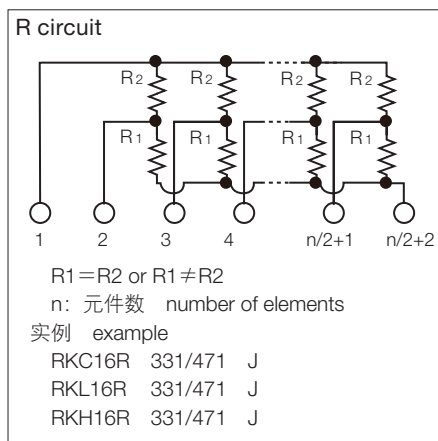 R circuit
R2 R2 R2 R2
R1 R1 R1 R1
1 2 3 4 n/2+1 n/2+2
R1＝R2 or R1≠R2
n: 元件数 number of elements
实例 example
RKC16R 331/471 J
RKL16R 331/471 J
RKH16R 331/471 J